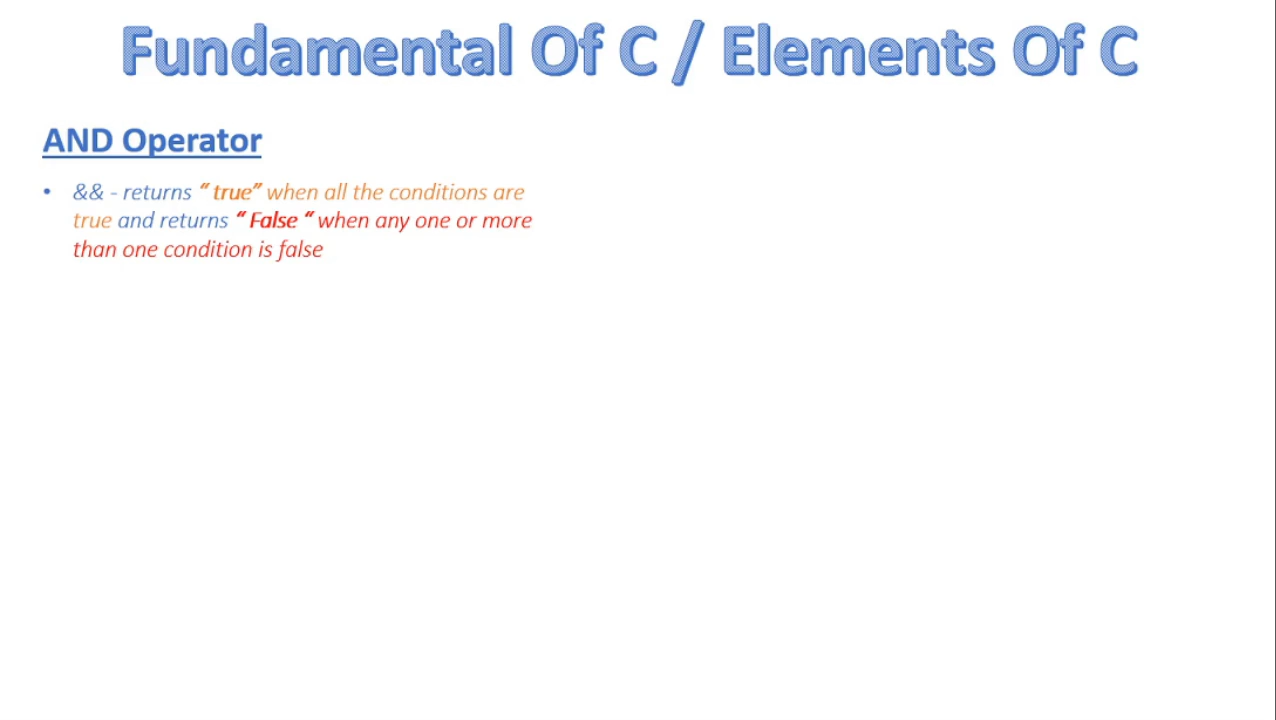 Fundamental Of C / Elements Of C
AND Operator
• && - returns “ true” when all the conditions are
true and returns “ False “ when any one or more
than one condition is false